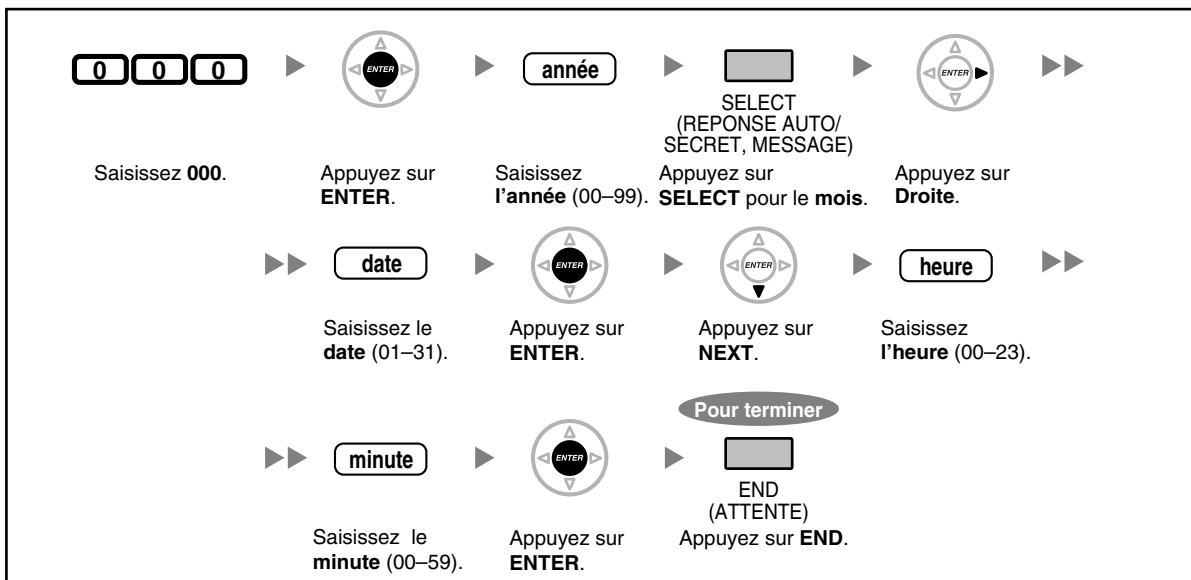 0 0 0 ENTER année ENTER
SELECT
(REPONSE AUTO/
SECRET, MESSAGE)
Saisissez 000.
Appuyez sur
ENTER.
Saisissez
l'année (00–99).
Appuyez sur
SELECT pour le mois.
Appuyez sur
Droite.
date ENTER ENTER heure
Saisissez le
date (01–31).
Appuyez sur
ENTER.
Appuyez sur
NEXT.
Saisissez
l'heure (00–23).
Pour terminer
minute ENTER
END
(ATTENTE)
Saisissez le
minute (00–59).
Appuyez sur
ENTER.
Appuyez sur END.